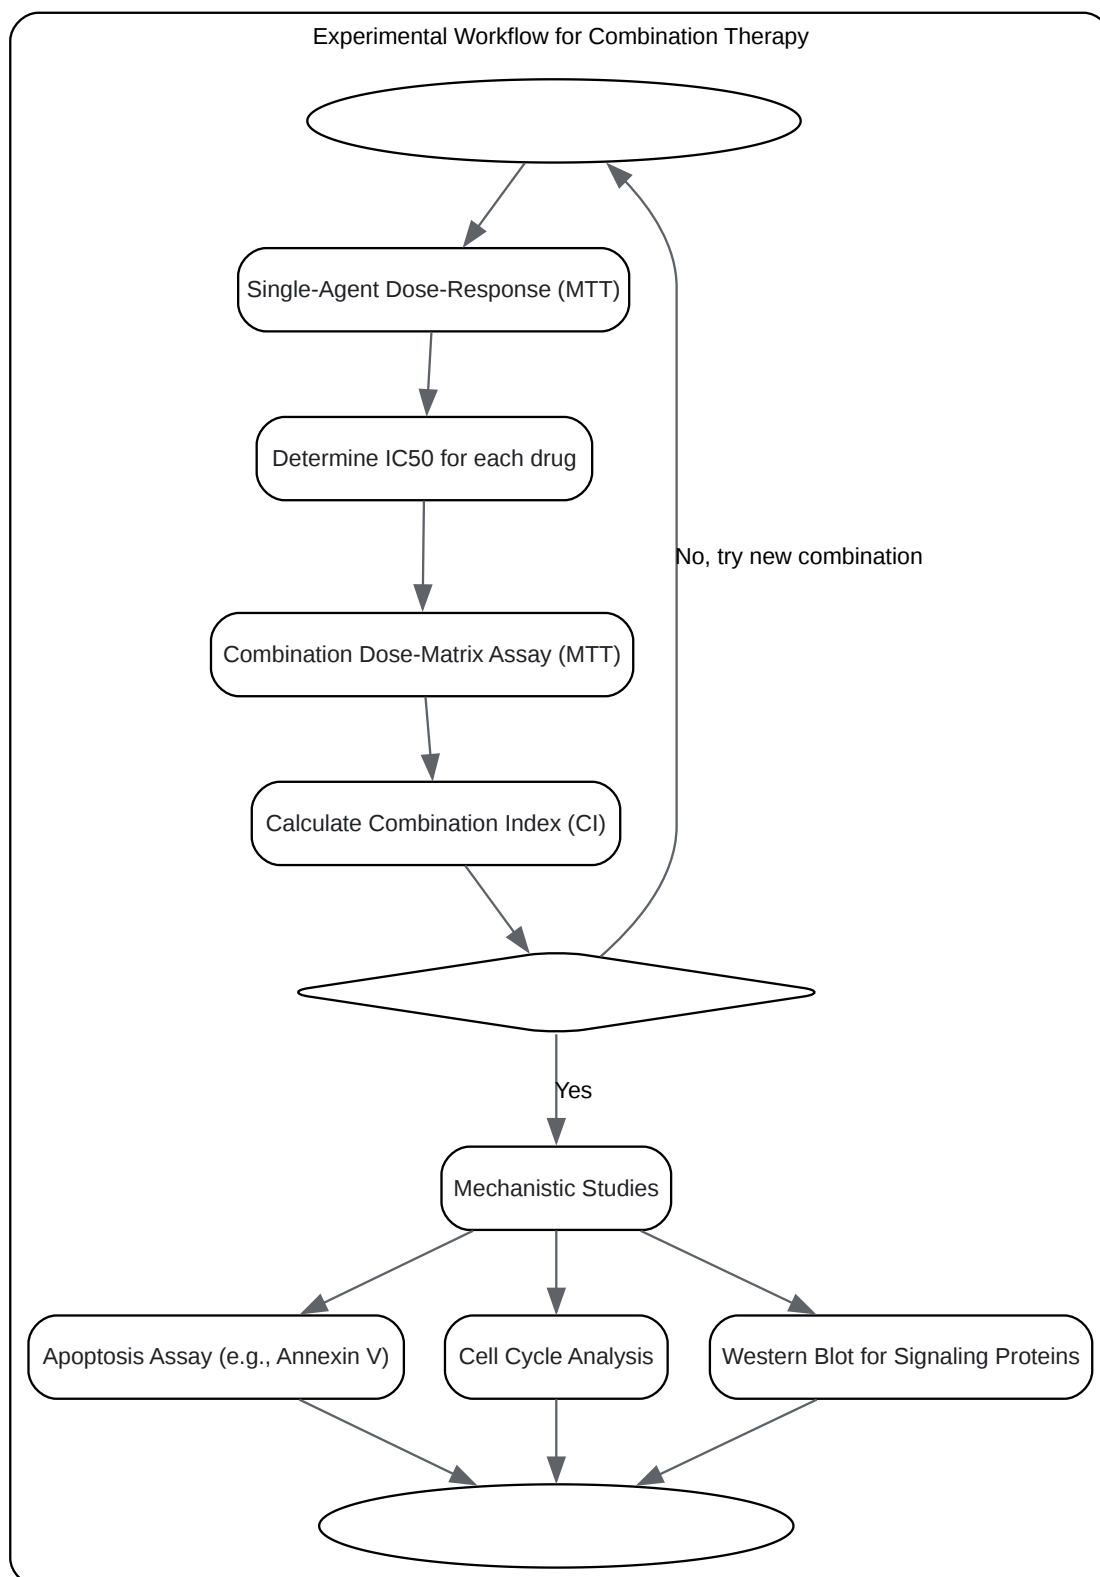 Experimental Workflow for Combination Therapy
Single-Agent Dose-Response (MTT)
Determine IC50 for each drug
No, try new combination
Combination Dose-Matrix Assay (MTT)
Calculate Combination Index (CI)
Yes
Mechanistic Studies
Apoptosis Assay (e.g., Annexin V)
Cell Cycle Analysis
Western Blot for Signaling Proteins